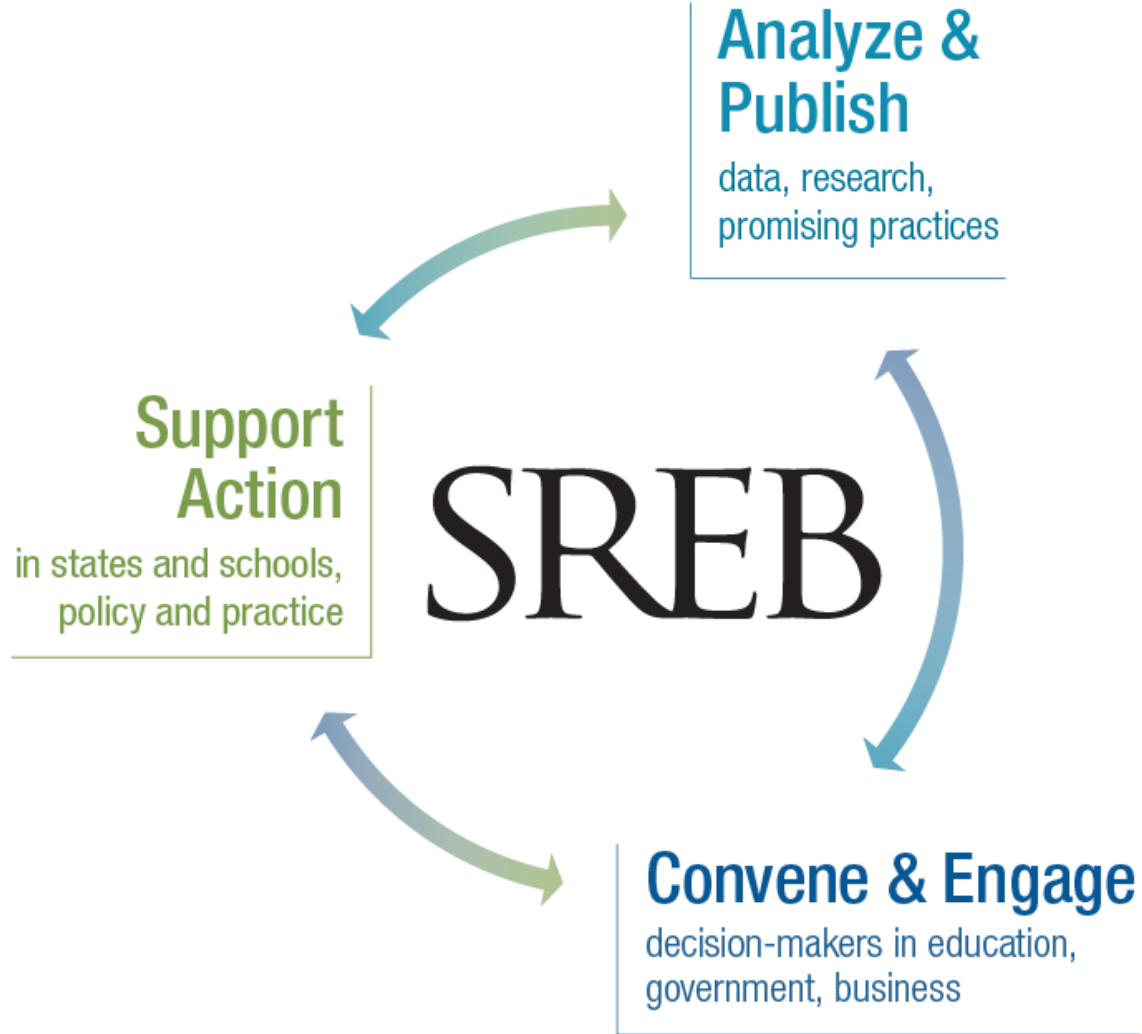 Analyze &
Publish
data, research,
promising practices
Support
Action
in states and schools,
policy and practice
SREB
Convene & Engage
decision-makers in education,
government, business